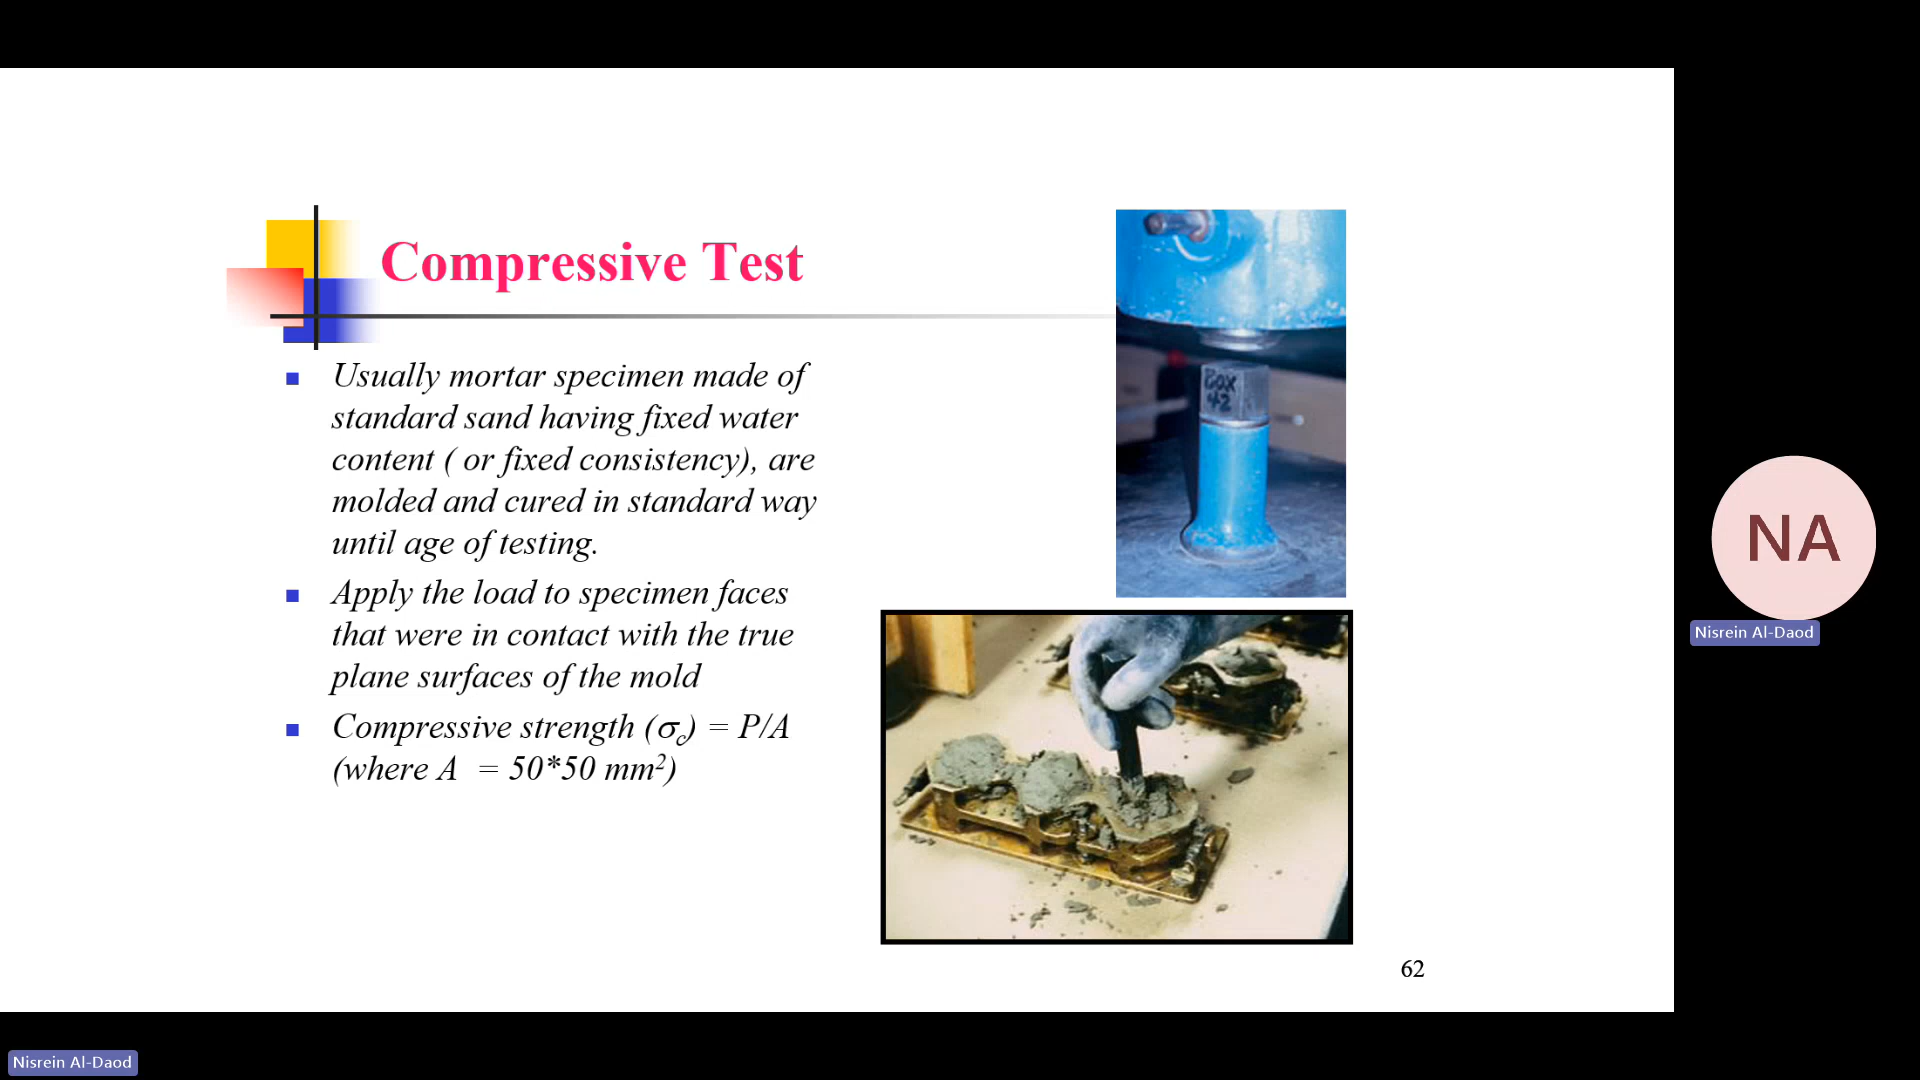 Compressive Test
Usually mortar specimen made of
standard sand having fixed water
content ( or fixed consistency), are
molded and cured in standard way
until age of testing.
Apply the load to specimen faces
that were in contact with the true
plane surfaces of the mold
Compressive strength (σc) = P/A
(where A = 50*50 mm²)
BOX
42
62
NA
Nisrein Al-Daod
Nisrein Al-Daod